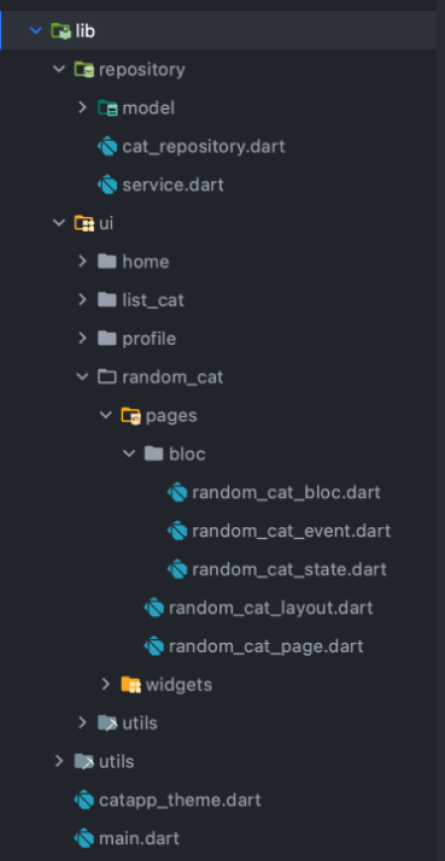 lib
repository
model
cat_repository.dart
service.dart
ui
home
list_cat
profile
random_cat
pages
bloc
random_cat_bloc.dart
random_cat_event.dart
random_cat_state.dart
random_cat_layout.dart
random_cat_page.dart
widgets
utils
utils
catapp_theme.dart
main.dart